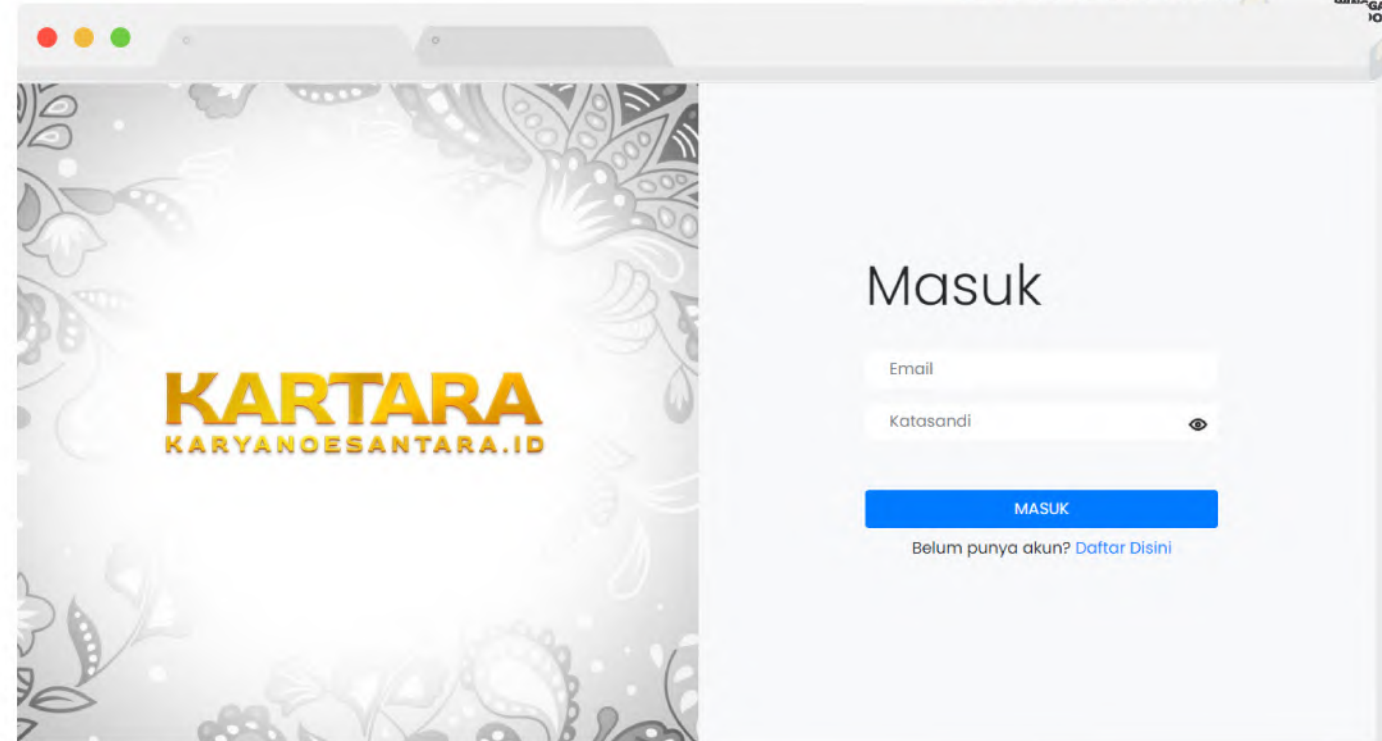 KARTARA
KARYANOESANTARA.ID
Masuk
Email
Katasandi
MASUK
Belum punya akun? Daftar Disini